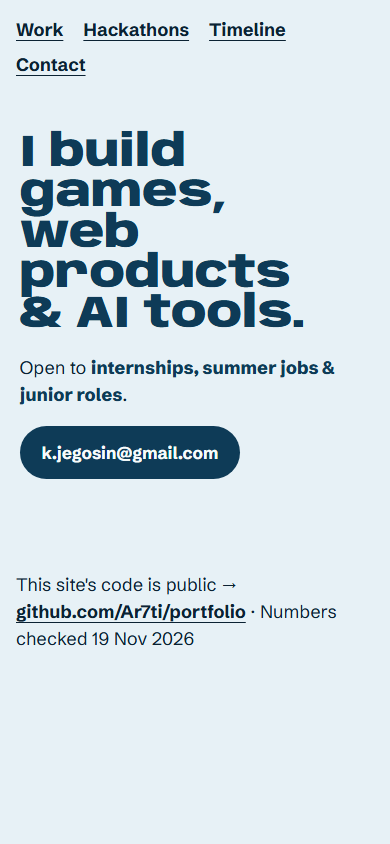 Work Hackathons Timeline
Contact
I build
games,
web
products
& AI tools.
Open to internships, summer jobs &
junior roles.
k.jegosin@gmail.com
This site's code is public →
github.com/Ar7ti/portfolio · Numbers
checked 19 Nov 2026